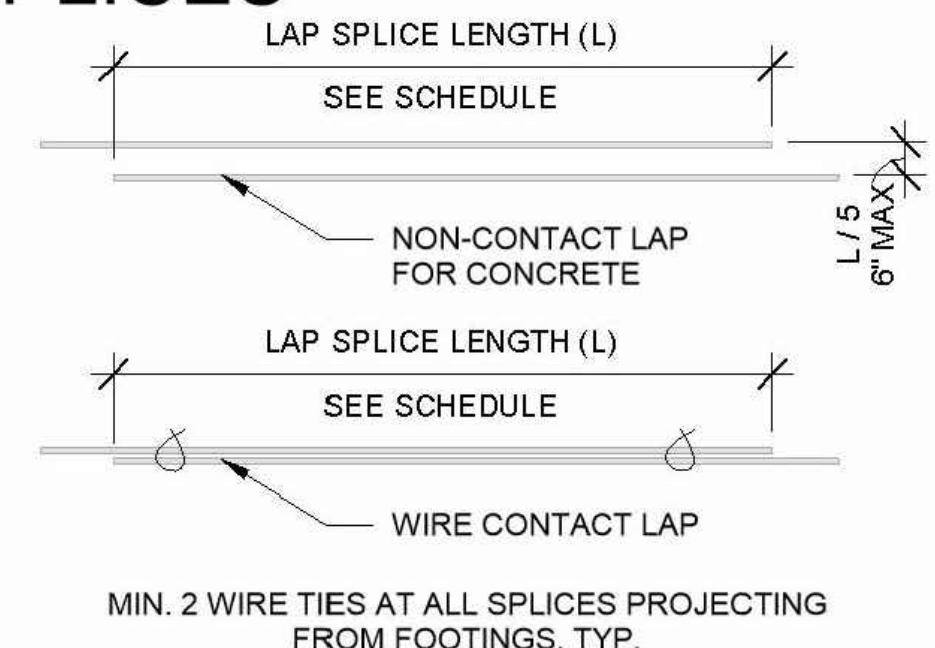 LAP SPLICE LENGTH (L)
SEE SCHEDULE
L / 5
6" MAX
NON-CONTACT LAP
FOR CONCRETE
LAP SPLICE LENGTH (L)
SEE SCHEDULE
WIRE CONTACT LAP
MIN. 2 WIRE TIES AT ALL SPLICES PROJECTING
FROM FOOTINGS, TYP.